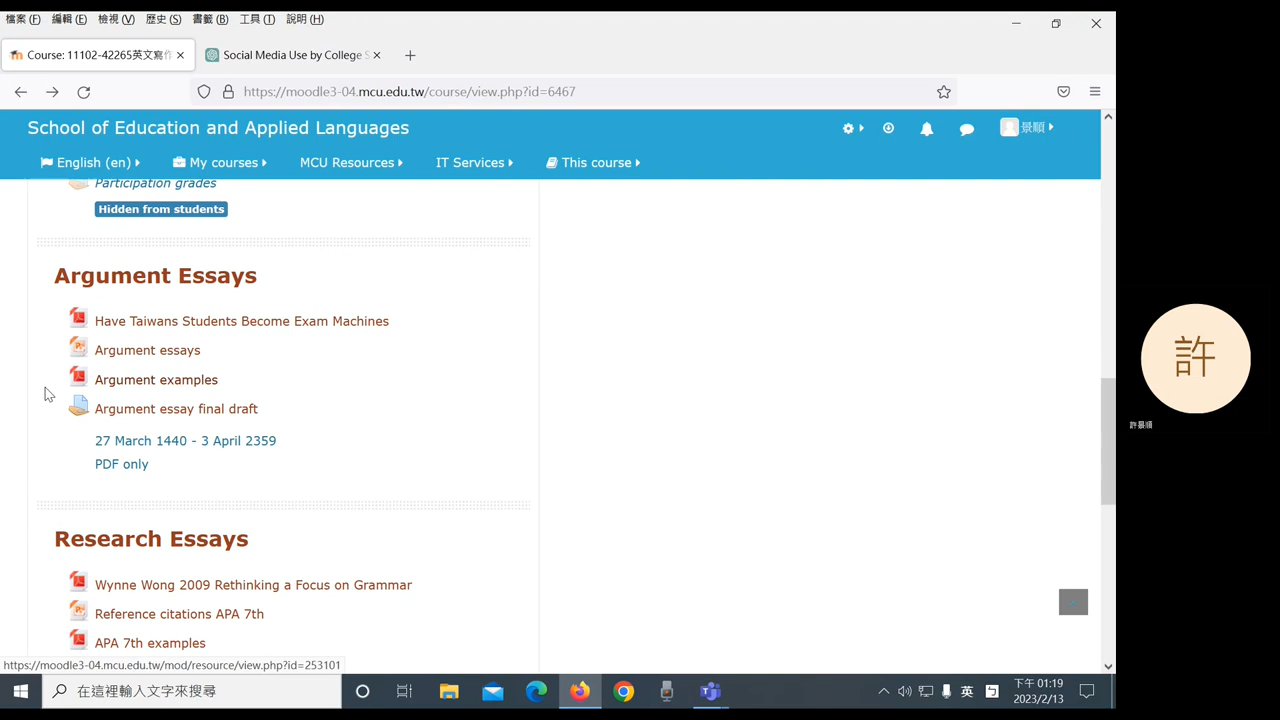 檔案 (F) 編輯 (E) 檢視 (V) 歷史 (S) 書籤 (B) 工具 (T) 說明 (H)
Course: 11102-42265英文寫作
Social Media Use by College S
https://moodle3-04.mcu.edu.tw/course/view.php?id=6467
School of Education and Applied Languages
景順
English (en) My courses MCU Resources IT Services This course
Participation grades
Hidden from students
Argument Essays
Have Taiwans Students Become Exam Machines
Argument essays
Argument examples
Argument essay final draft
27 March 1440 - 3 April 2359
PDF only
Research Essays
Wynne Wong 2009 Rethinking a Focus on Grammar
Reference citations APA 7th
APA 7th examples
https://moodle3-04.mcu.edu.tw/mod/resource/view.php?id=253101
在這裡輸入文字來搜尋
英
下午 01:19
2023/2/13
許
許景順